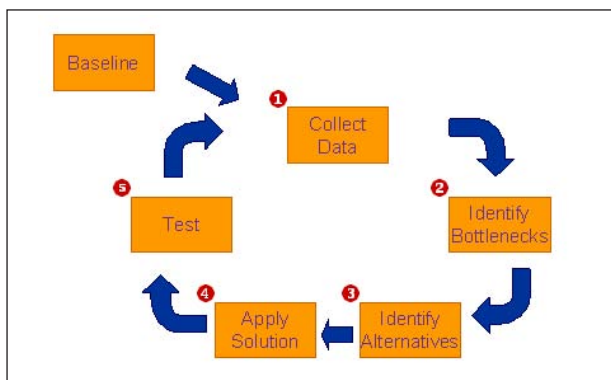 Baseline
1
Collect
Data
2
Identify
Bottlenecks
3
Identify
Alternatives
4
Apply
Solution
5
Test